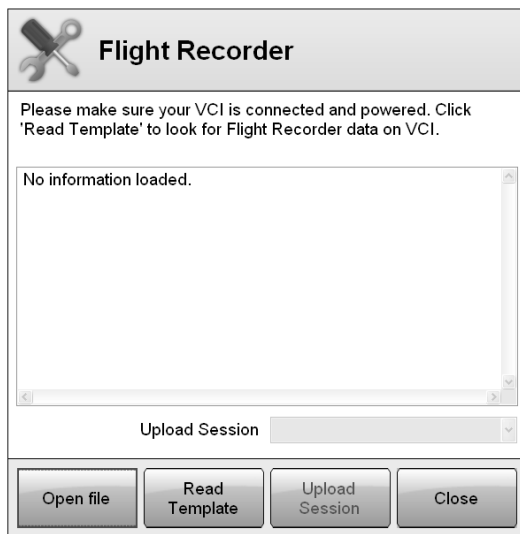 Flight Recorder
Please make sure your VCI is connected and powered. Click
'Read Template' to look for Flight Recorder data on VCI.
No information loaded.
Upload Session
Open file
Read
Template
Upload
Session
Close